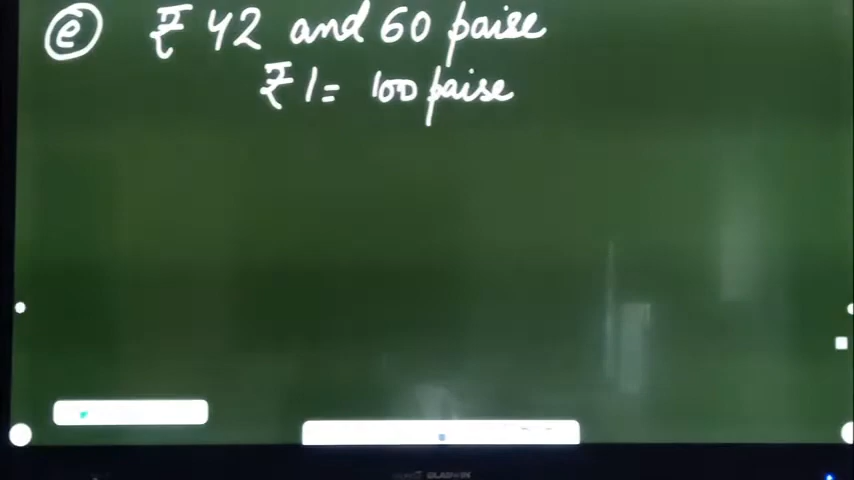 ⓔ ₹ 42 and 60 paise
₹ 1 = 100 paise